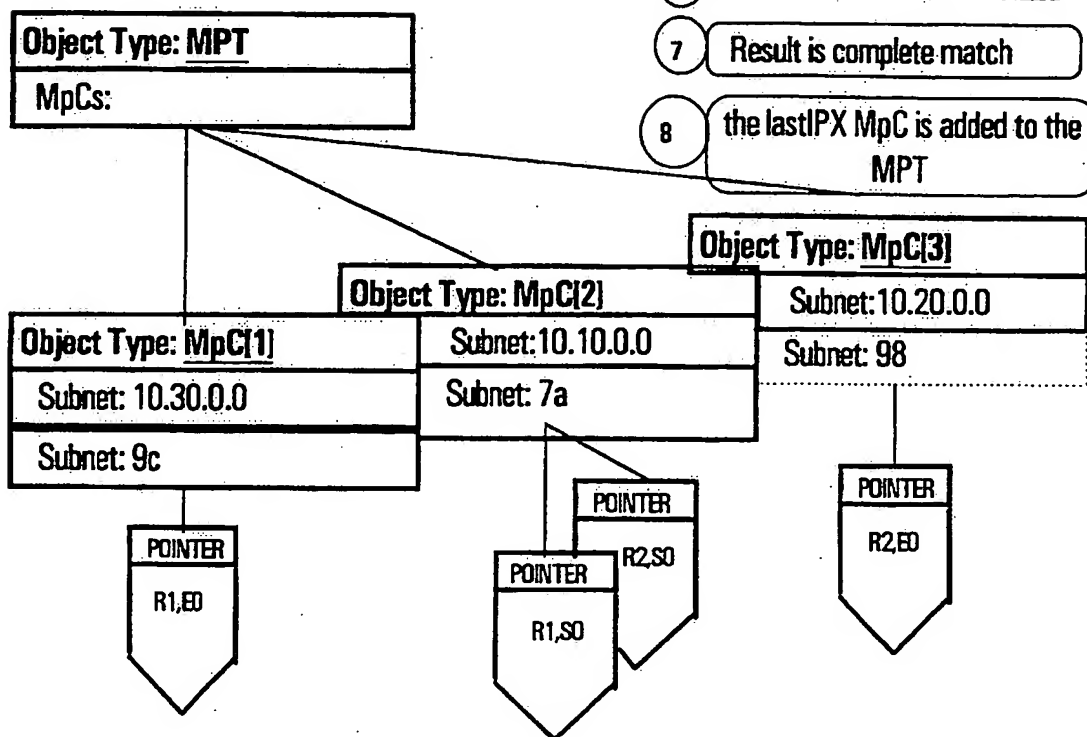 Object Type: MPT
MpCs:
7
Result is complete match
8
the lastIPX MpC is added to the
MPT
Object Type: MpC[3]
Subnet:10.20.0.0
Subnet: 98
Object Type: MpC[2]
Subnet:10.10.0.0
Subnet: 7a
Object Type: MpC[1]
Subnet: 10.30.0.0
Subnet: 9c
POINTER
R1,E0
POINTER
R1,S0
POINTER
R2,S0
POINTER
R2,E0